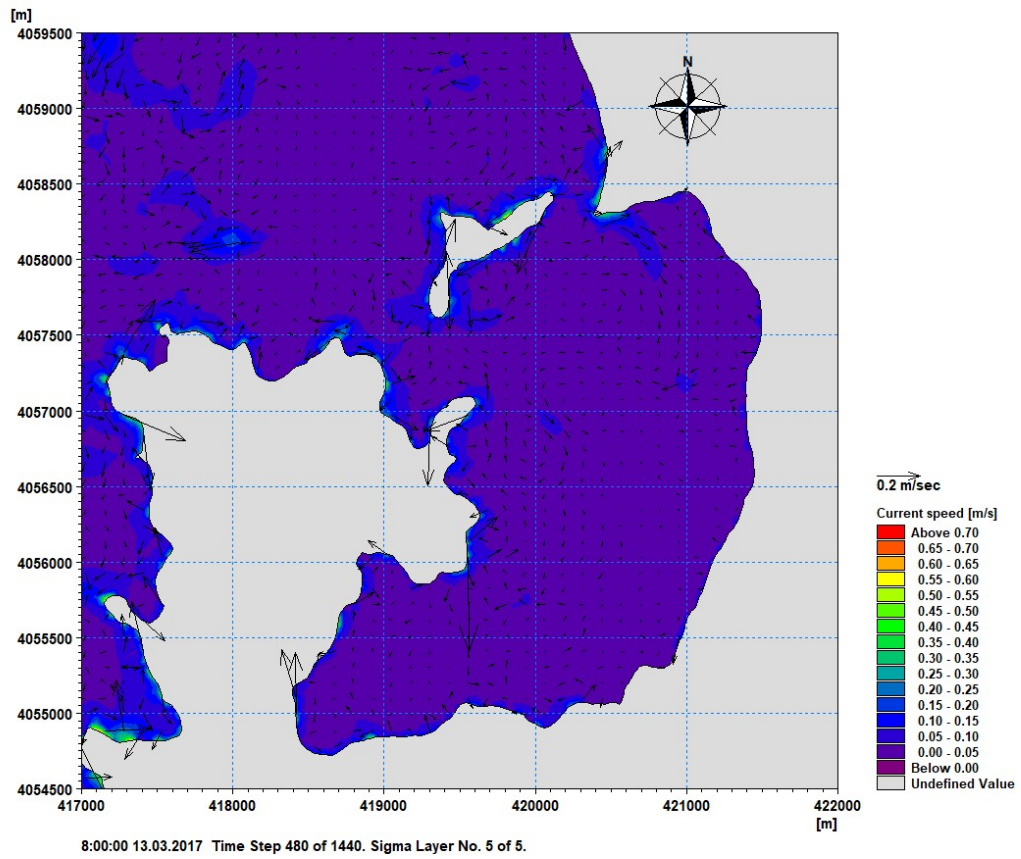 [m]
4059500
4059000
4058500
4058000
4057500
4057000
4056500
4056000
4055500
4055000
4054500
417000 418000 419000 420000 421000 422000
[m]
N
0.2 m/sec
Current speed [m/s]
Above 0.70
0.65 - 0.70
0.60 - 0.65
0.55 - 0.60
0.50 - 0.55
0.45 - 0.50
0.40 - 0.45
0.35 - 0.40
0.30 - 0.35
0.25 - 0.30
0.20 - 0.25
0.15 - 0.20
0.10 - 0.15
0.05 - 0.10
0.00 - 0.05
Below 0.00
Undefined Value
8:00:00 13.03.2017 Time Step 480 of 1440. Sigma Layer No. 5 of 5.